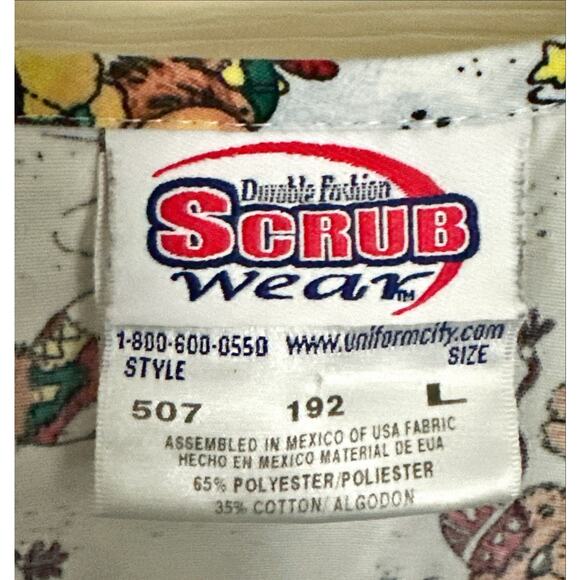 Durable Fashion
SCRUB
Wear™
1-800-600-0550 www.uniformcity.com
STYLE SIZE
507 192 L
ASSEMBLED IN MEXICO OF USA FABRIC
HECHO EN MEXICO MATERIAL DE EUA
65% POLYESTER/POLIESTER
35% COTTON/ALGODON